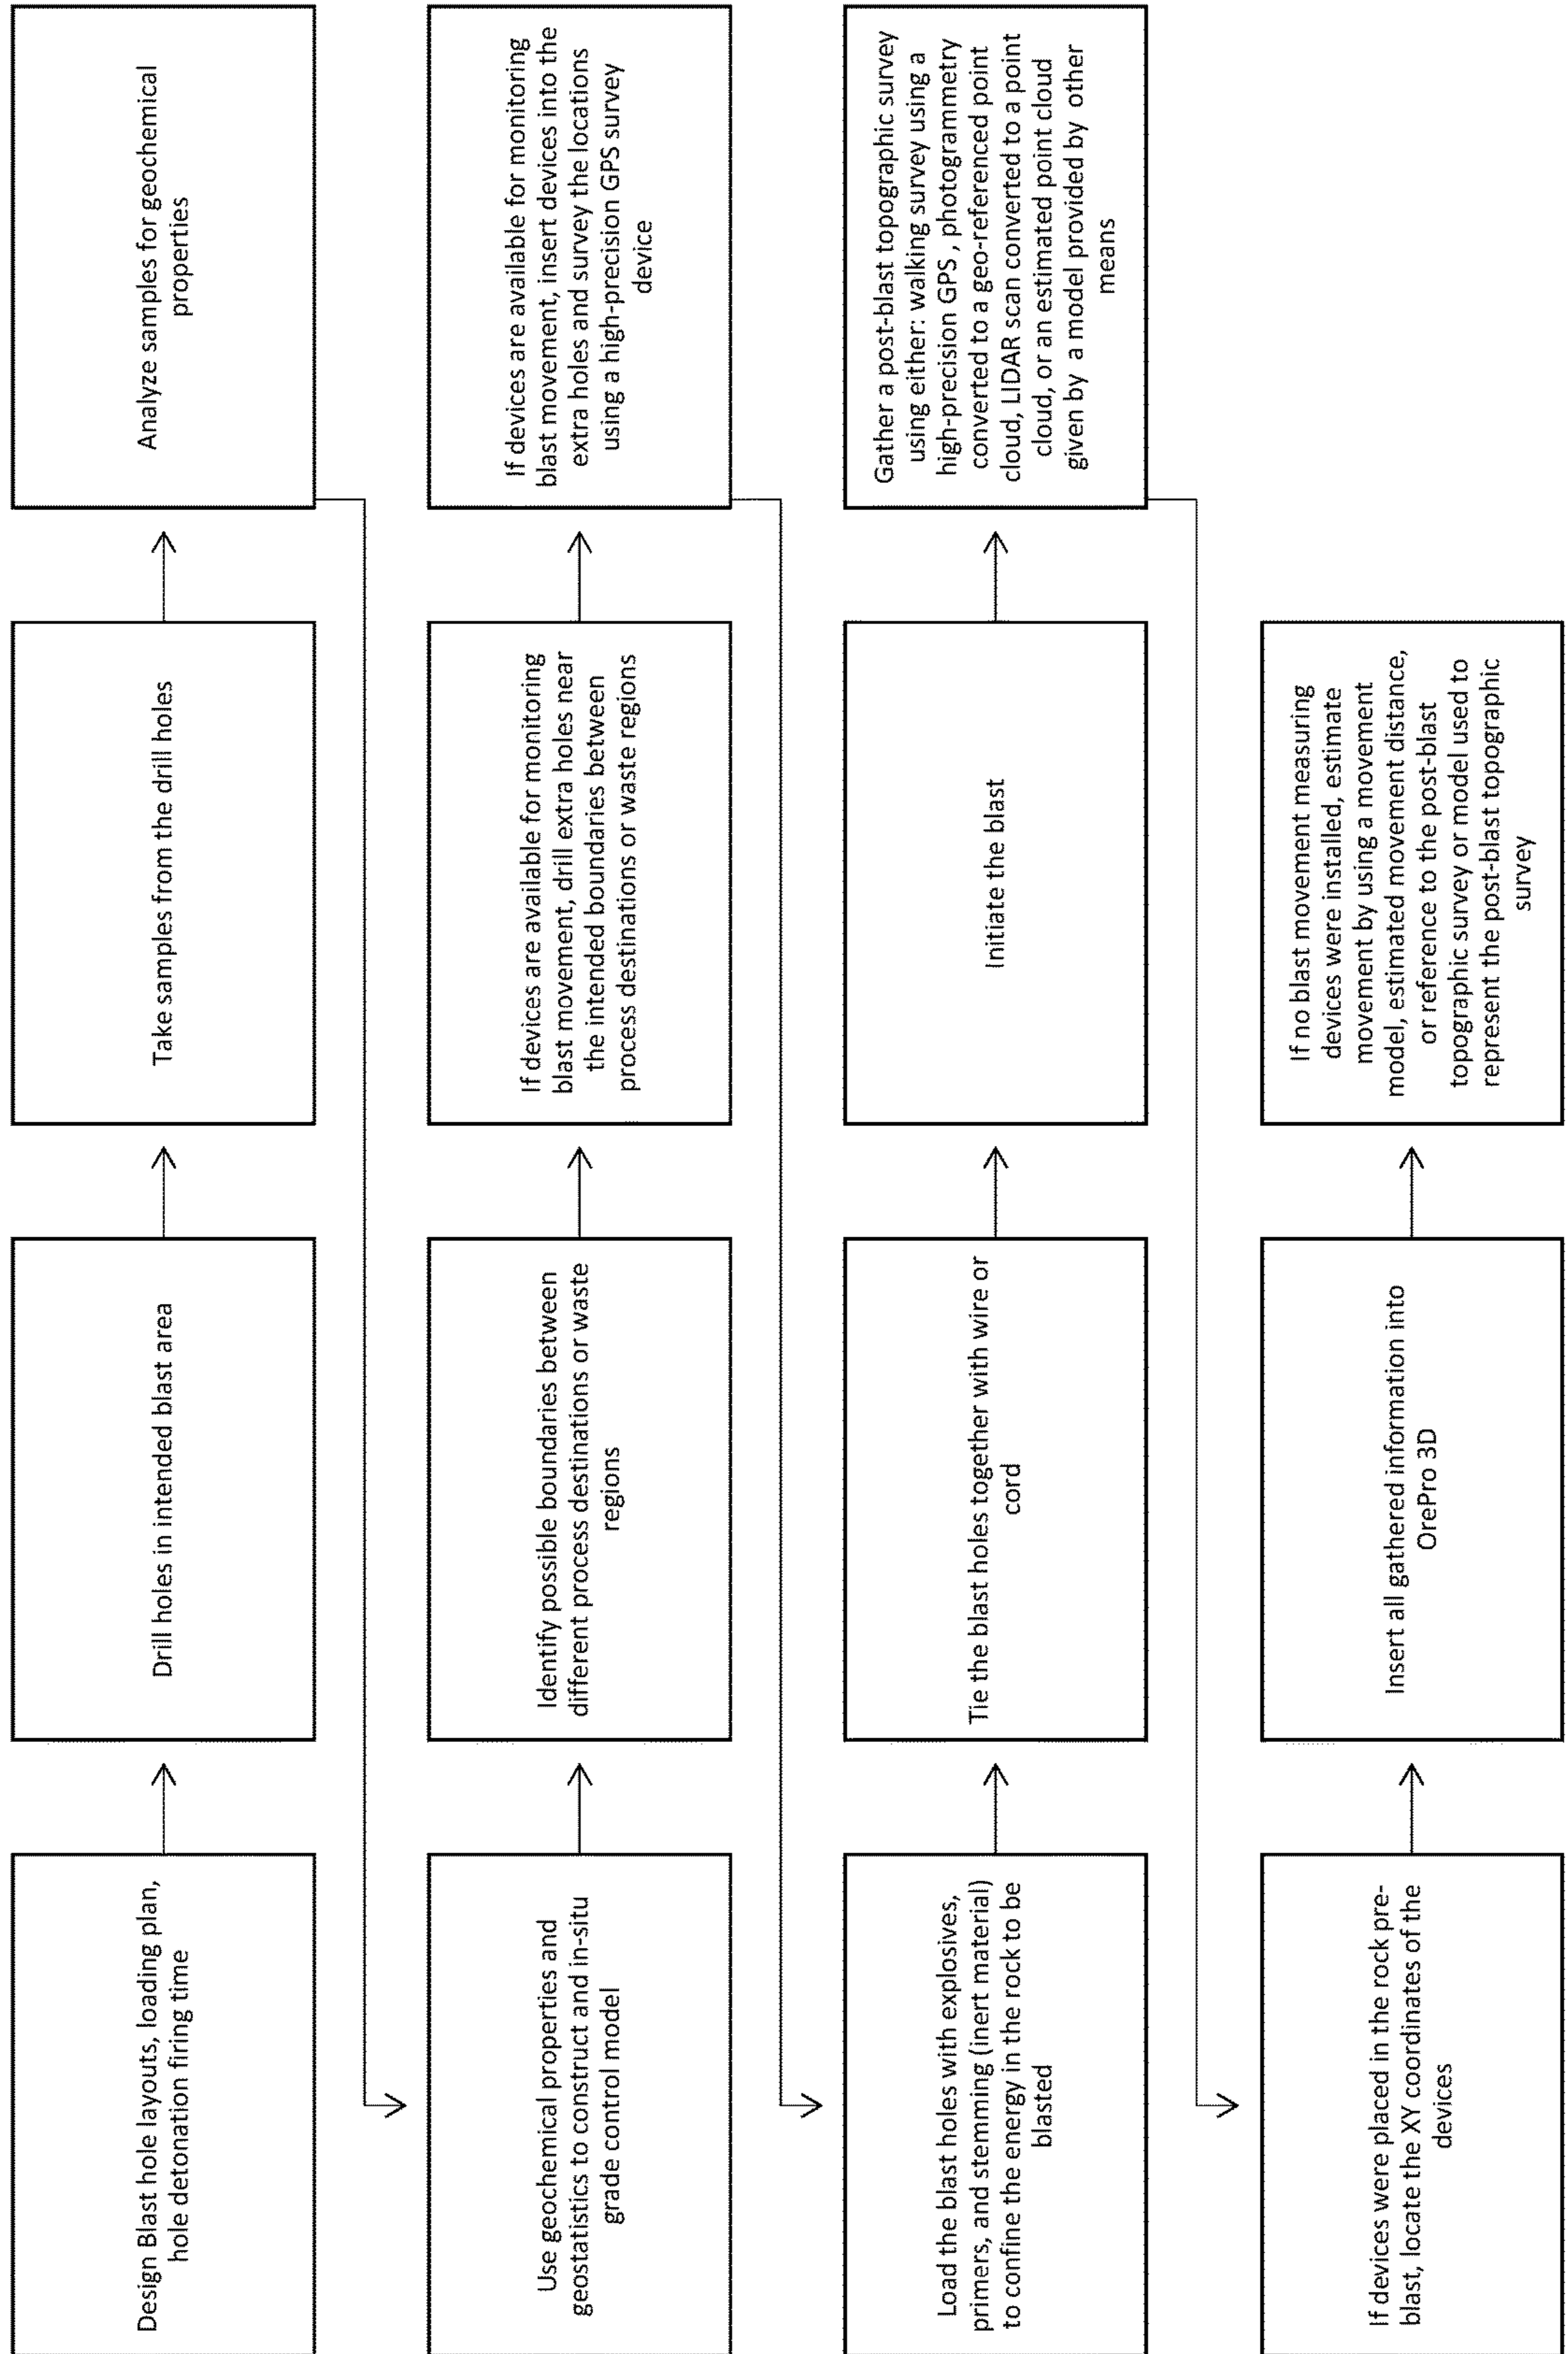 Design Blast hole layouts, loading plan,
hole detonation firing time
Drill holes in intended blast area
Take samples from the drill holes
Analyze samples for geochemical
properties
Use geochemical properties and
geostatistics to construct and in-situ
grade control model
Identify possible boundaries between
different process destinations or waste
regions
If devices are available for monitoring
blast movement, drill extra holes near
the intended boundaries between
process destinations or waste regions
If devices are available for monitoring
blast movement, insert devices into the
extra holes and survey the locations
using a high-precision GPS survey
device
Load the blast holes with explosives,
primers, and stemming (inert material)
to confine the energy in the rock to be
blasted
Tie the blast holes together with wire or
cord
Initiate the blast
Gather a post-blast topographic survey
using either: walking survey using a
high-precision GPS , photogrammetry
converted to a geo-referenced point
cloud, LIDAR scan converted to a point
cloud, or an estimated point cloud
given by a model provided by other
means
If devices were placed in the rock pre-
blast, locate the XY coordinates of the
devices
Insert all gathered information into
OrePro 3D
If no blast movement measuring
devices were installed, estimate
movement by using a movement
model, estimated movement distance,
or reference to the post-blast
topographic survey or model used to
represent the post-blast topographic
survey